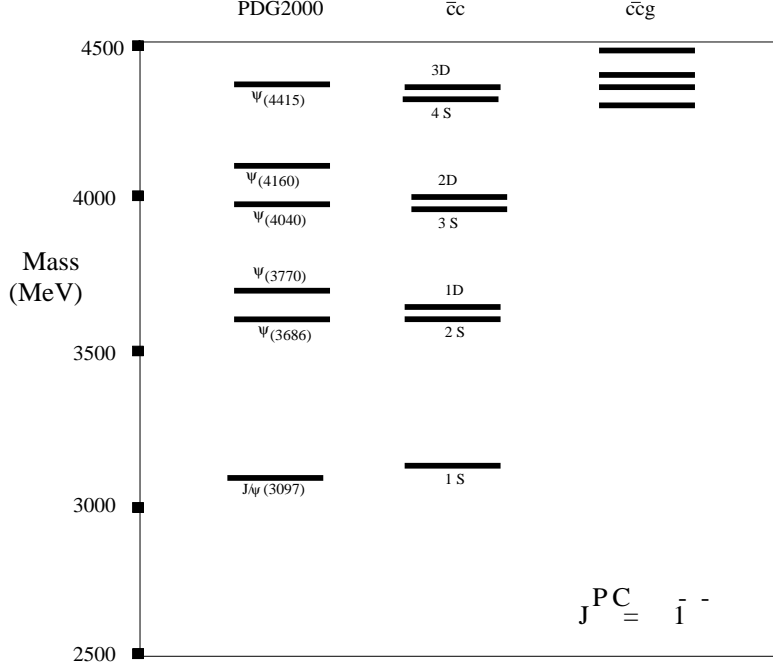 PDG2000 c̄c c̄cg
4500
3D
ψ(4415)
4 S
ψ(4160)
4000
2D
ψ(4040)
3 S
Mass
(MeV)
ψ(3770)
1D
ψ(3686)
2 S
3500
J/ψ(3097)
1 S
3000
J^PC = 1^- -
2500